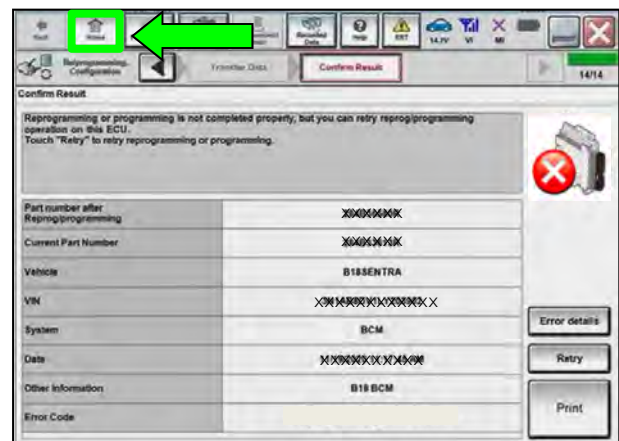 Back
Home
Recorded
Data
Help
ERT
14.7V
VI
MI
Reprogramming
Configuration
Transfer Data
Confirm Result
14/14
Confirm Result
Reprogramming or programming is not completed properly, but you can retry reprog/programming
operation on this ECU.
Touch "Retry" to retry reprogramming or programming.
Part number after
Reprog/programming
Current Part Number
Vehicle
B18SENTRA
VIN
System
BCM
Date
Other Information
B18 BCM
Error Code
Error details
Retry
Print